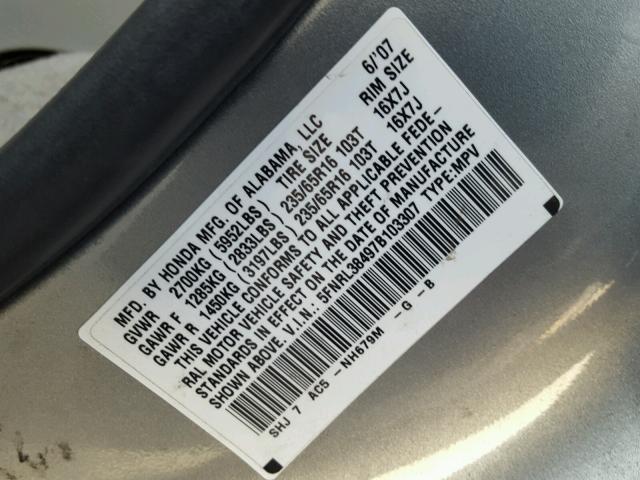 MFD. BY HONDA MFG. OF ALABAMA, LLC 6/'07
GVWR 2700KG (5952LBS) TIRE SIZE RIM SIZE
GAWR F 1285KG (2833LBS) 235/65R16 103T 16X7J
GAWR R 1450KG (3197LBS) 235/65R16 103T 16X7J
THIS VEHICLE CONFORMS TO ALL APPLICABLE FEDE-
RAL MOTOR VEHICLE SAFETY AND THEFT PREVENTION
STANDARDS IN EFFECT ON THE DATE OF MANUFACTURE
SHOWN ABOVE. V.I.N.: 5FNRL38497B103307 TYPE:MPV
SHJ 7 AC5 -NH679M -G -B